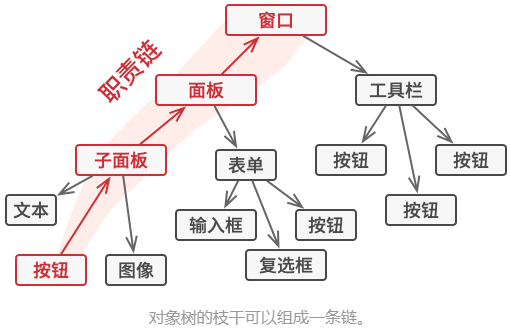 窗口
职责链
面板
工具栏
子面板
表单
按钮
按钮
文本
输入框
按钮
按钮
按钮
图像
复选框
对象树的枝干可以组成一条链。